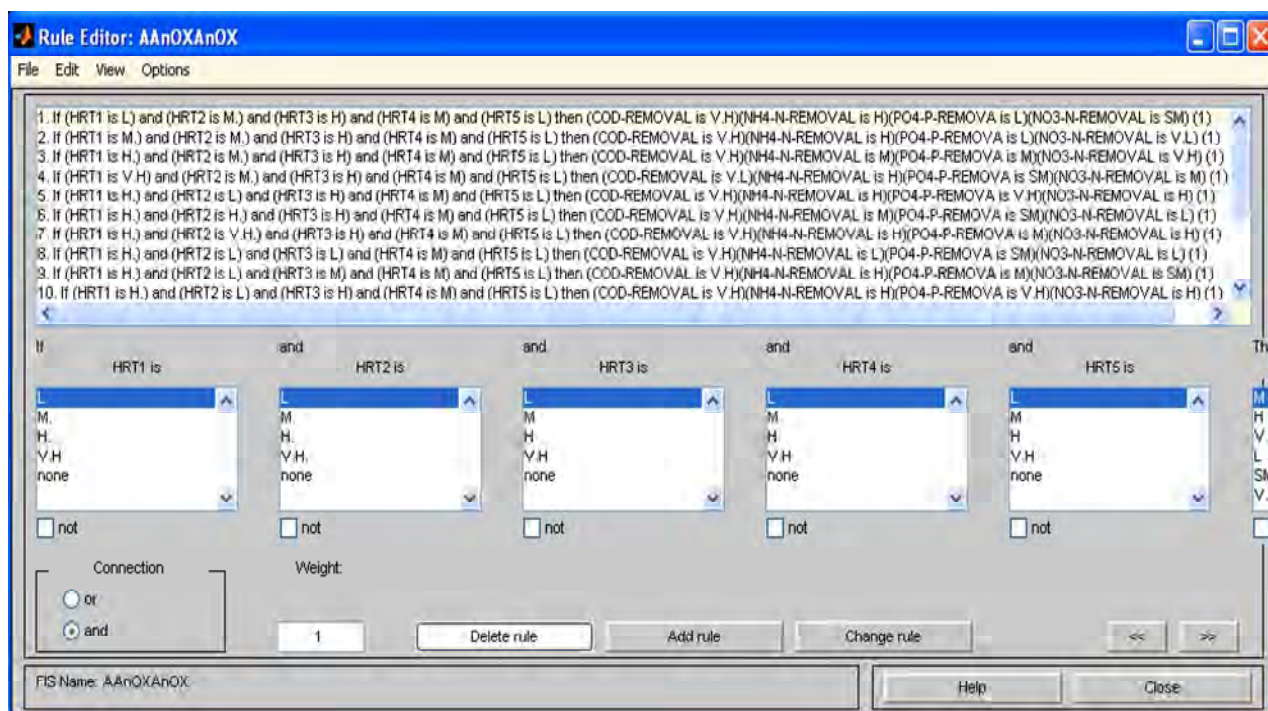 Rule Editor: AAnOXAnOX
File Edit View Options
1. If (HRT1 is L) and (HRT2 is M.) and (HRT3 is H) and (HRT4 is M) and (HRT5 is L) then (COD-REMOVAL is V.H)(NH4-N-REMOVAL is H)(PO4-P-REMOVA is L)(NO3-N-REMOVAL is SM) (1)
2. If (HRT1 is M.) and (HRT2 is M.) and (HRT3 is H) and (HRT4 is M) and (HRT5 is L) then (COD-REMOVAL is V.H)(NH4-N-REMOVAL is H)(PO4-P-REMOVA is L)(NO3-N-REMOVAL is V.L) (1)
3. If (HRT1 is H.) and (HRT2 is M.) and (HRT3 is H) and (HRT4 is M) and (HRT5 is L) then (COD-REMOVAL is V.H)(NH4-N-REMOVAL is H)(PO4-P-REMOVA is M)(NO3-N-REMOVAL is V.H) (1)
4. If (HRT1 is V.H) and (HRT2 is M.) and (HRT3 is H) and (HRT4 is M) and (HRT5 is L) then (COD-REMOVAL is V.L)(NH4-N-REMOVAL is H)(PO4-P-REMOVA is SM)(NO3-N-REMOVAL is M) (1)
5. If (HRT1 is H.) and (HRT2 is L) and (HRT3 is H) and (HRT4 is M) and (HRT5 is L) then (COD-REMOVAL is V.H)(NH4-N-REMOVAL is H)(PO4-P-REMOVA is V.H)(NO3-N-REMOVAL is H) (1)
6. If (HRT1 is H.) and (HRT2 is H.) and (HRT3 is H) and (HRT4 is M) and (HRT5 is L) then (COD-REMOVAL is V.H)(NH4-N-REMOVAL is M)(PO4-P-REMOVA is SM)(NO3-N-REMOVAL is L) (1)
7. If (HRT1 is H.) and (HRT2 is V.H.) and (HRT3 is H) and (HRT4 is M) and (HRT5 is L) then (COD-REMOVAL is V.H)(NH4-N-REMOVAL is H)(PO4-P-REMOVA is M)(NO3-N-REMOVAL is H) (1)
8. If (HRT1 is H.) and (HRT2 is L) and (HRT3 is L) and (HRT4 is M) and (HRT5 is L) then (COD-REMOVAL is V.H)(NH4-N-REMOVAL is L)(PO4-P-REMOVA is SM)(NO3-N-REMOVAL is L) (1)
9. If (HRT1 is H.) and (HRT2 is L) and (HRT3 is M) and (HRT4 is M) and (HRT5 is L) then (COD-REMOVAL is V.H)(NH4-N-REMOVAL is H)(PO4-P-REMOVA is M)(NO3-N-REMOVAL is SM) (1)
10. If (HRT1 is H.) and (HRT2 is L) and (HRT3 is H) and (HRT4 is M) and (HRT5 is L) then (COD-REMOVAL is V.H)(NH4-N-REMOVAL is H)(PO4-P-REMOVA is V.H)(NO3-N-REMOVAL is H) (1)
If and and and and Th
HRT1 is HRT2 is HRT3 is HRT4 is HRT5 is
L L L L L M
M. M. M M M H
H. H. H H H V.
V.H V.H. V.H V.H V.H L
none none none none none SM
V.
not not not not not
Connection Weight:
or
and 1 Delete rule Add rule Change rule << >>
FIS Name: AAnOXAnOX Help Close